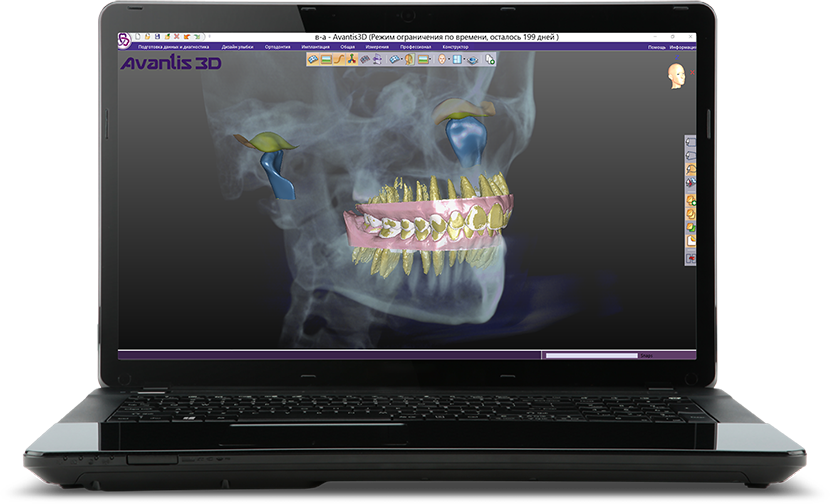 в-а - Avantis3D (Режим ограничения по времени, осталось 199 дней )
Подготовка данных и диагностика Дизайн улыбки Ортодонтия Имплантация Общая Измерения Профессионал Конструктор Помощь Информация
Avantis 3D